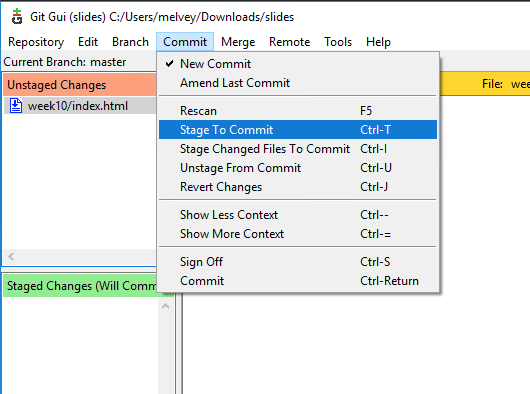 Git Gui (slides) C:/Users/melvey/Downloads/slides
Repository Edit Branch Commit Merge Remote Tools Help
Current Branch: master
Unstaged Changes
File: wee
week10/index.html
New Commit
Amend Last Commit
Rescan F5
Stage To Commit Ctrl-T
Stage Changed Files To Commit Ctrl-I
Unstage From Commit Ctrl-U
Revert Changes Ctrl-J
Show Less Context Ctrl--
Show More Context Ctrl-=
Sign Off Ctrl-S
Commit Ctrl-Return
Staged Changes (Will Comm